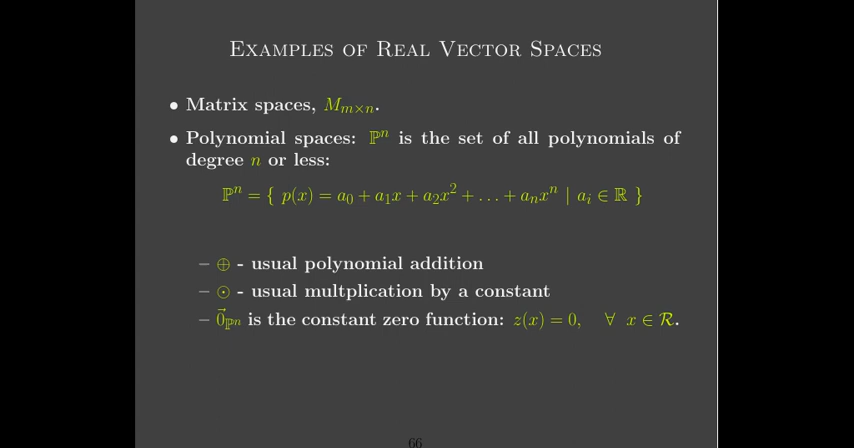 Examples of Real Vector Spaces
• Matrix spaces, Mₘ×ₙ.
• Polynomial spaces: ℙⁿ is the set of all polynomials of
degree n or less:
ℙⁿ = { p(x) = a₀ + a₁x + a₂x² + … + aₙxⁿ | aᵢ ∈ ℝ }
– ⊕ - usual polynomial addition
– ⊙ - usual multplication by a constant
– 0⃗_ℙⁿ is the constant zero function: z(x) = 0, ∀ x ∈ ℛ.
66